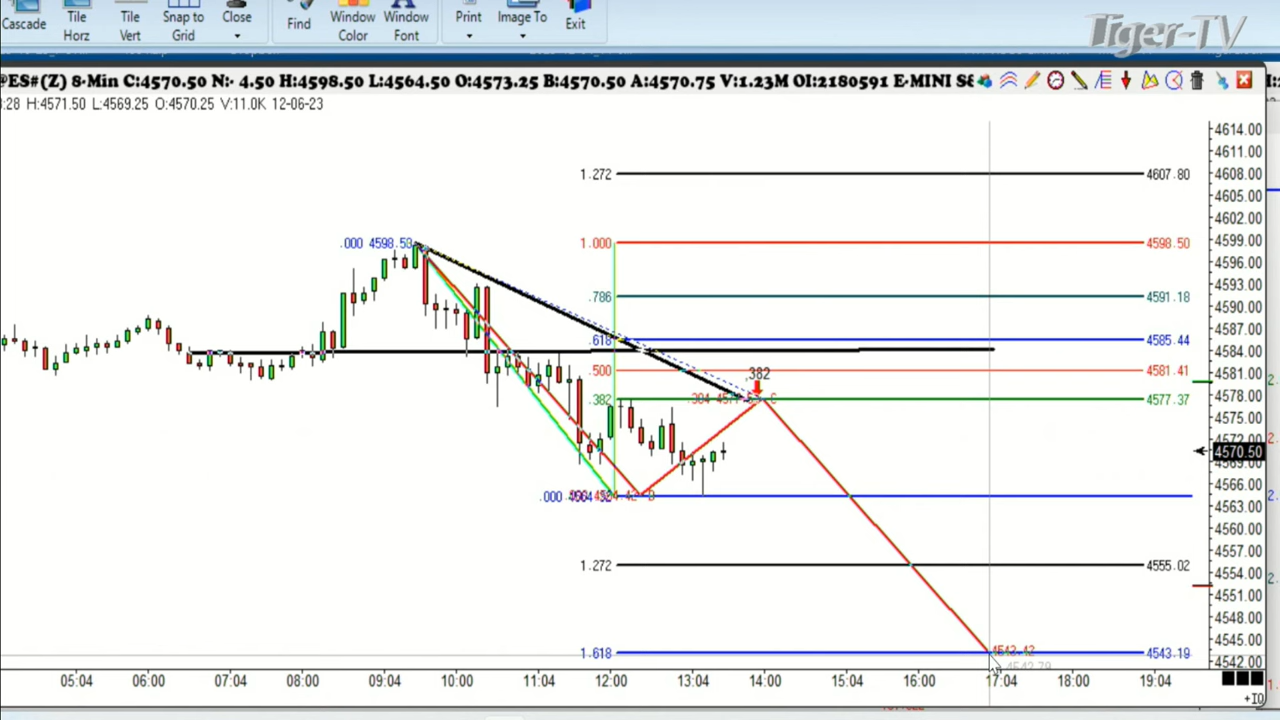 Cascade Tile Horz Tile Vert Snap to Grid Close Find Window Color Window Font Print Image To Exit
Tiger-TV
@ES#(Z) 8-Min C:4570.50 N:- 4.50 H:4598.50 L:4564.50 O:4573.25 B:4570.50 A:4570.75 V:1.23M OI:2180591 E-MINI S&
:28 H:4571.50 L:4569.25 O:4570.25 V:11.0K 12-06-23
4614.00
4611.00
1.272 4607.80 4608.00
4605.00
4602.00
.000 4598.50 1.000 4598.50 4599.00
4596.00
4593.00
.786 4591.18 4590.00
4587.00
.618 4585.44 4584.00
.500 4581.41 4581.00
.382
.382 4577.37 4578.00
4575.00
4572.00
4570.50
4569.00
4566.00
.000
4563.00
4560.00
4557.00
1.272 4555.02 4554.00
4551.00
4548.00
4545.00
1.618 4542.42 4543.19
4542.79 4542.00
05:04 06:00 07:04 08:00 09:04 10:00 11:04 12:00 13:04 14:00 15:04 16:00 17:04 18:00 19:04